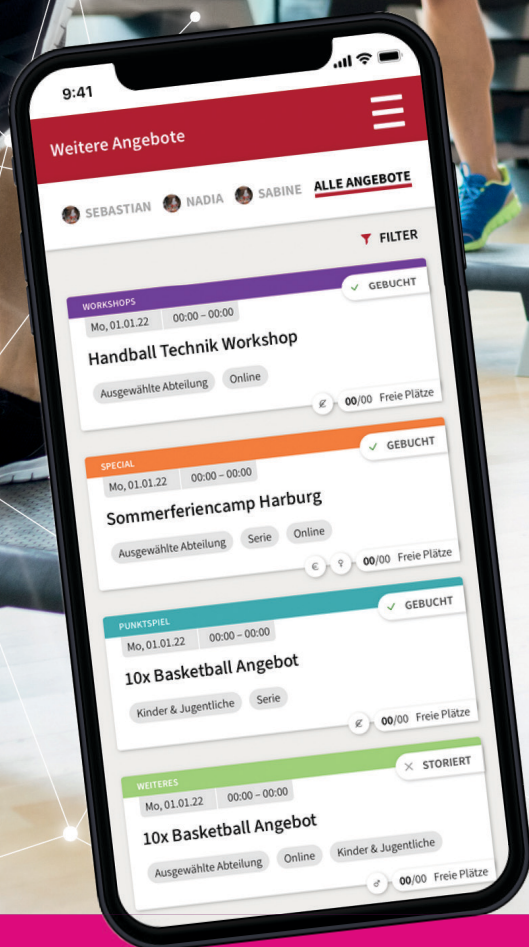 9:41
Weitere Angebote
SEBASTIAN NADIA SABINE ALLE ANGEBOTE
FILTER
WORKSHOPS
GEBUCHT
Mo, 01.01.22 00:00 – 00:00
Handball Technik Workshop
Ausgewählte Abteilung Online
00/00 Freie Plätze
SPECIAL
GEBUCHT
Mo, 01.01.22 00:00 – 00:00
Sommerferiencamp Harburg
Ausgewählte Abteilung Serie Online
€ 00/00 Freie Plätze
PUNKTSPIEL
GEBUCHT
Mo, 01.01.22 00:00 – 00:00
10x Basketball Angebot
Kinder & Jugentliche Serie
00/00 Freie Plätze
WEITERES
STORIERT
Mo, 01.01.22 00:00 – 00:00
10x Basketball Angebot
Ausgewählte Abteilung Online Kinder & Jugentliche
00/00 Freie Plätze